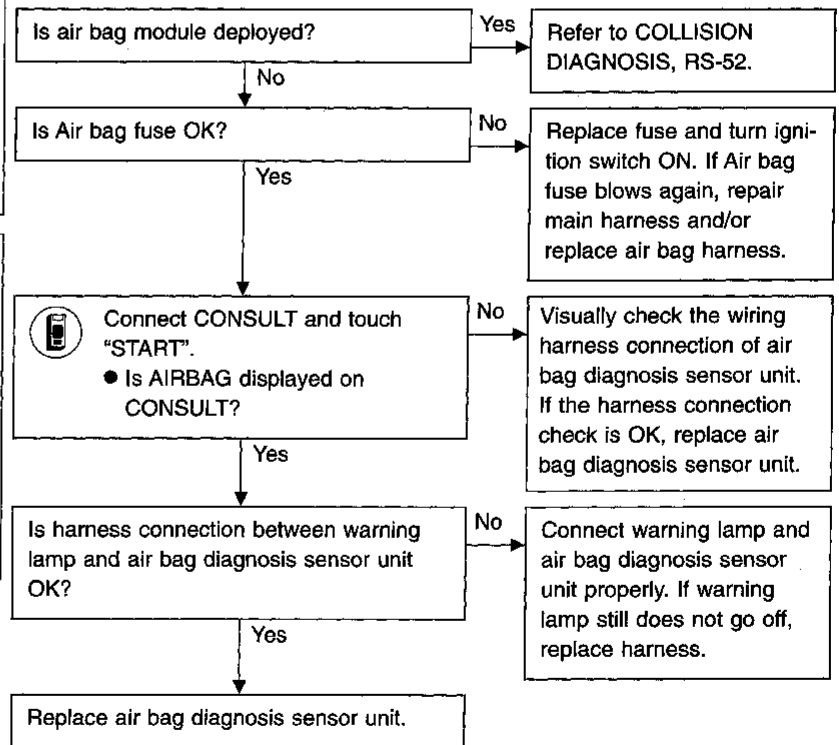 Is air bag module deployed?
Yes
Refer to COLLISION
DIAGNOSIS, RS-52.
No
Is Air bag fuse OK?
No
Replace fuse and turn igni-
tion switch ON. If Air bag
fuse blows again, repair
main harness and/or
replace air bag harness.
Yes
Connect CONSULT and touch
"START".
● Is AIRBAG displayed on
CONSULT?
No
Visually check the wiring
harness connection of air
bag diagnosis sensor unit.
If the harness connection
check is OK, replace air
bag diagnosis sensor unit.
Yes
Is harness connection between warning
lamp and air bag diagnosis sensor unit
OK?
No
Connect warning lamp and
air bag diagnosis sensor
unit properly. If warning
lamp still does not go off,
replace harness.
Yes
Replace air bag diagnosis sensor unit.